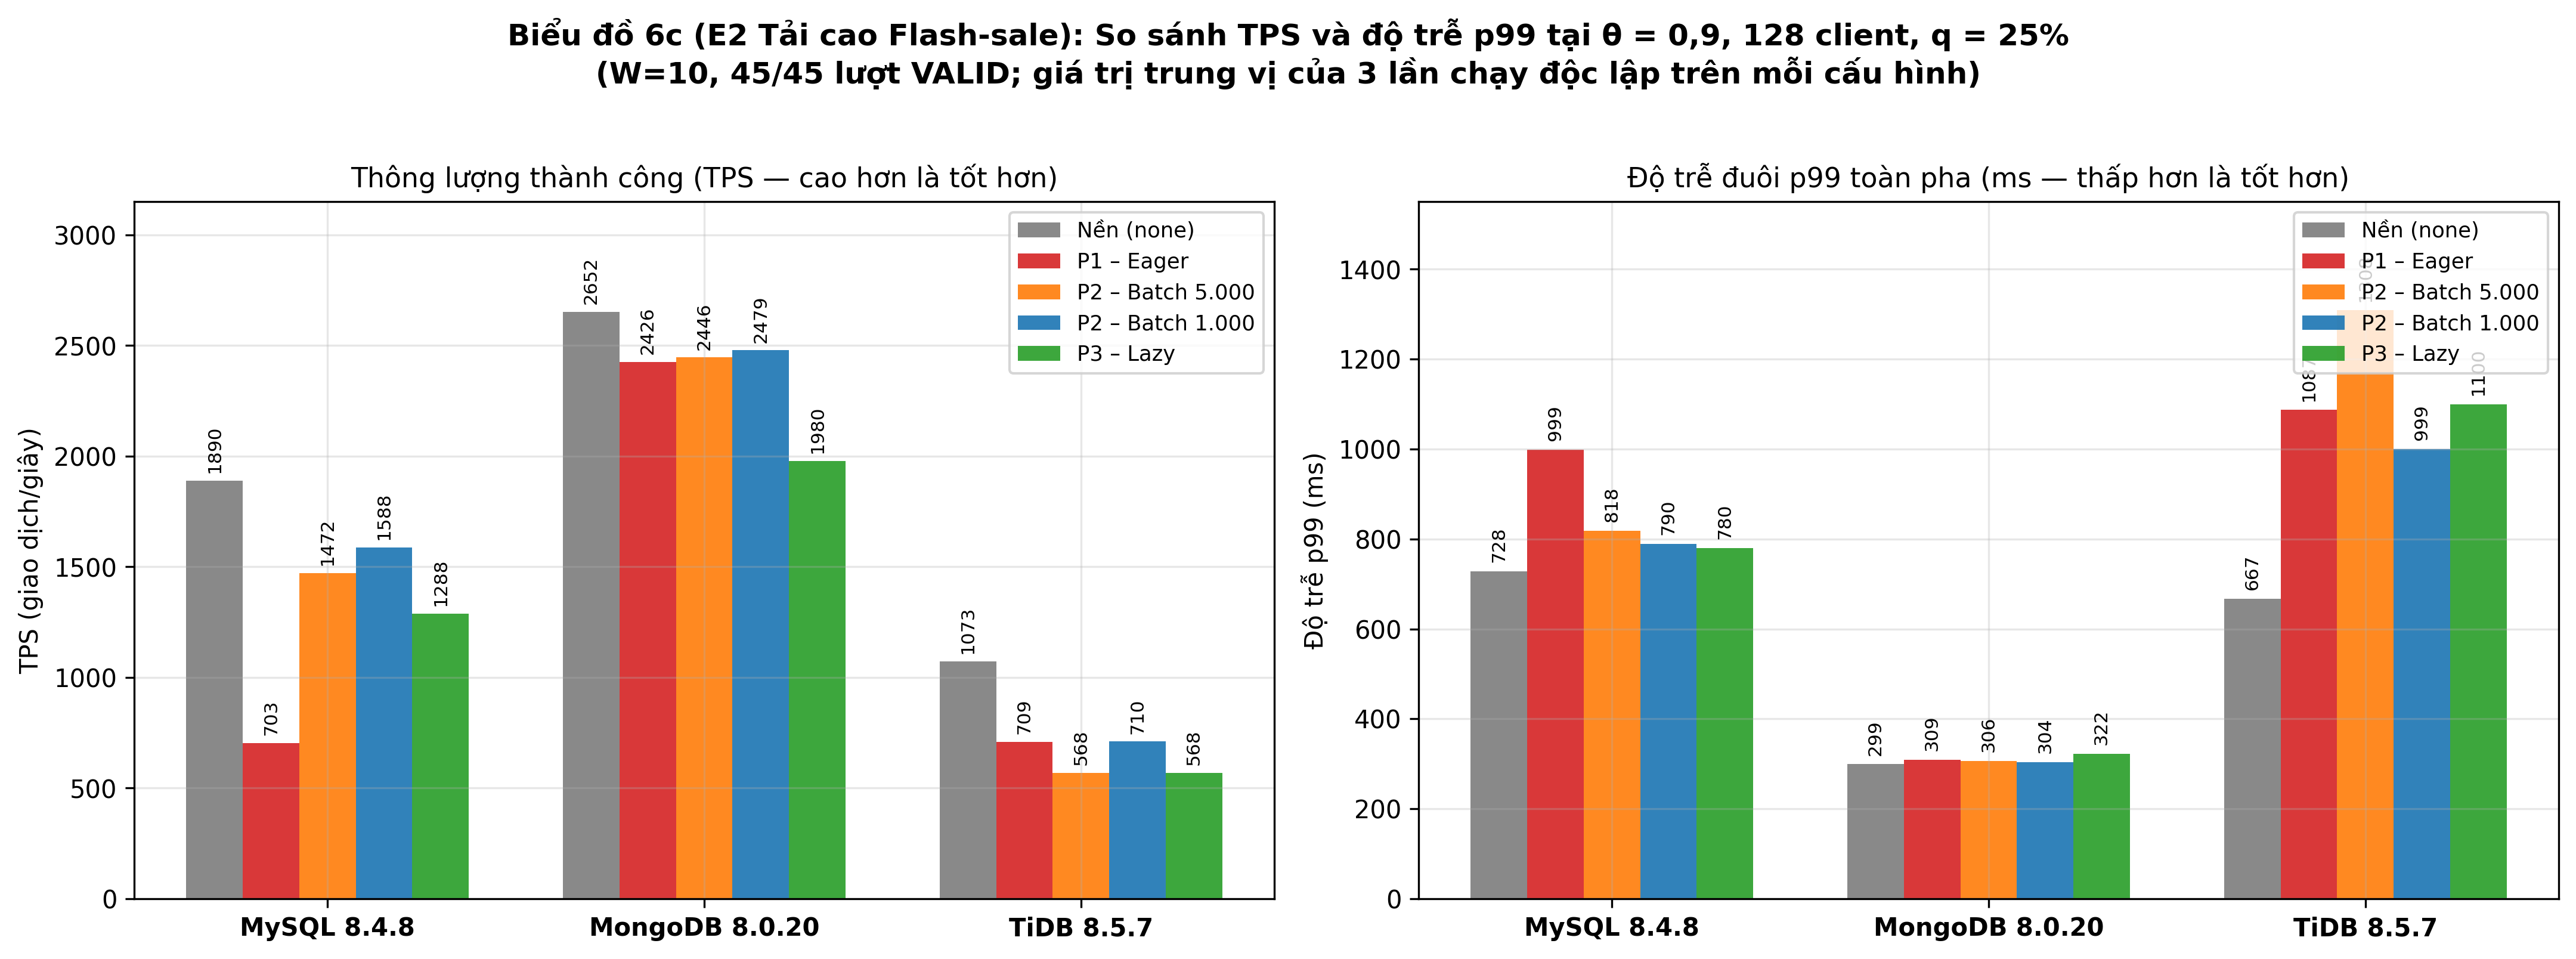 Biểu đồ 6c (E2 Tải cao Flash-sale): So sánh TPS và độ trễ p99 tại θ = 0,9, 128 client, q = 25%
(W=10, 45/45 lượt VALID; giá trị trung vị của 3 lần chạy độc lập trên mỗi cấu hình)
Thông lượng thành công (TPS — cao hơn là tốt hơn)
TPS (giao dịch/giây)
3000
2500
2000
1500
1000
500
0
Nền (none)
P1 – Eager
P2 – Batch 5.000
P2 – Batch 1.000
P3 – Lazy
1890
703
1472
1588
1288
2652
2426
2446
2479
1980
1073
709
568
710
568
MySQL 8.4.8
MongoDB 8.0.20
TiDB 8.5.7
Độ trễ đuôi p99 toàn pha (ms — thấp hơn là tốt hơn)
Độ trễ p99 (ms)
1400
1200
1000
800
600
400
200
0
Nền (none)
P1 – Eager
P2 – Batch 5.000
P2 – Batch 1.000
P3 – Lazy
728
999
818
790
780
299
309
306
304
322
667
1087
999
1100
MySQL 8.4.8
MongoDB 8.0.20
TiDB 8.5.7